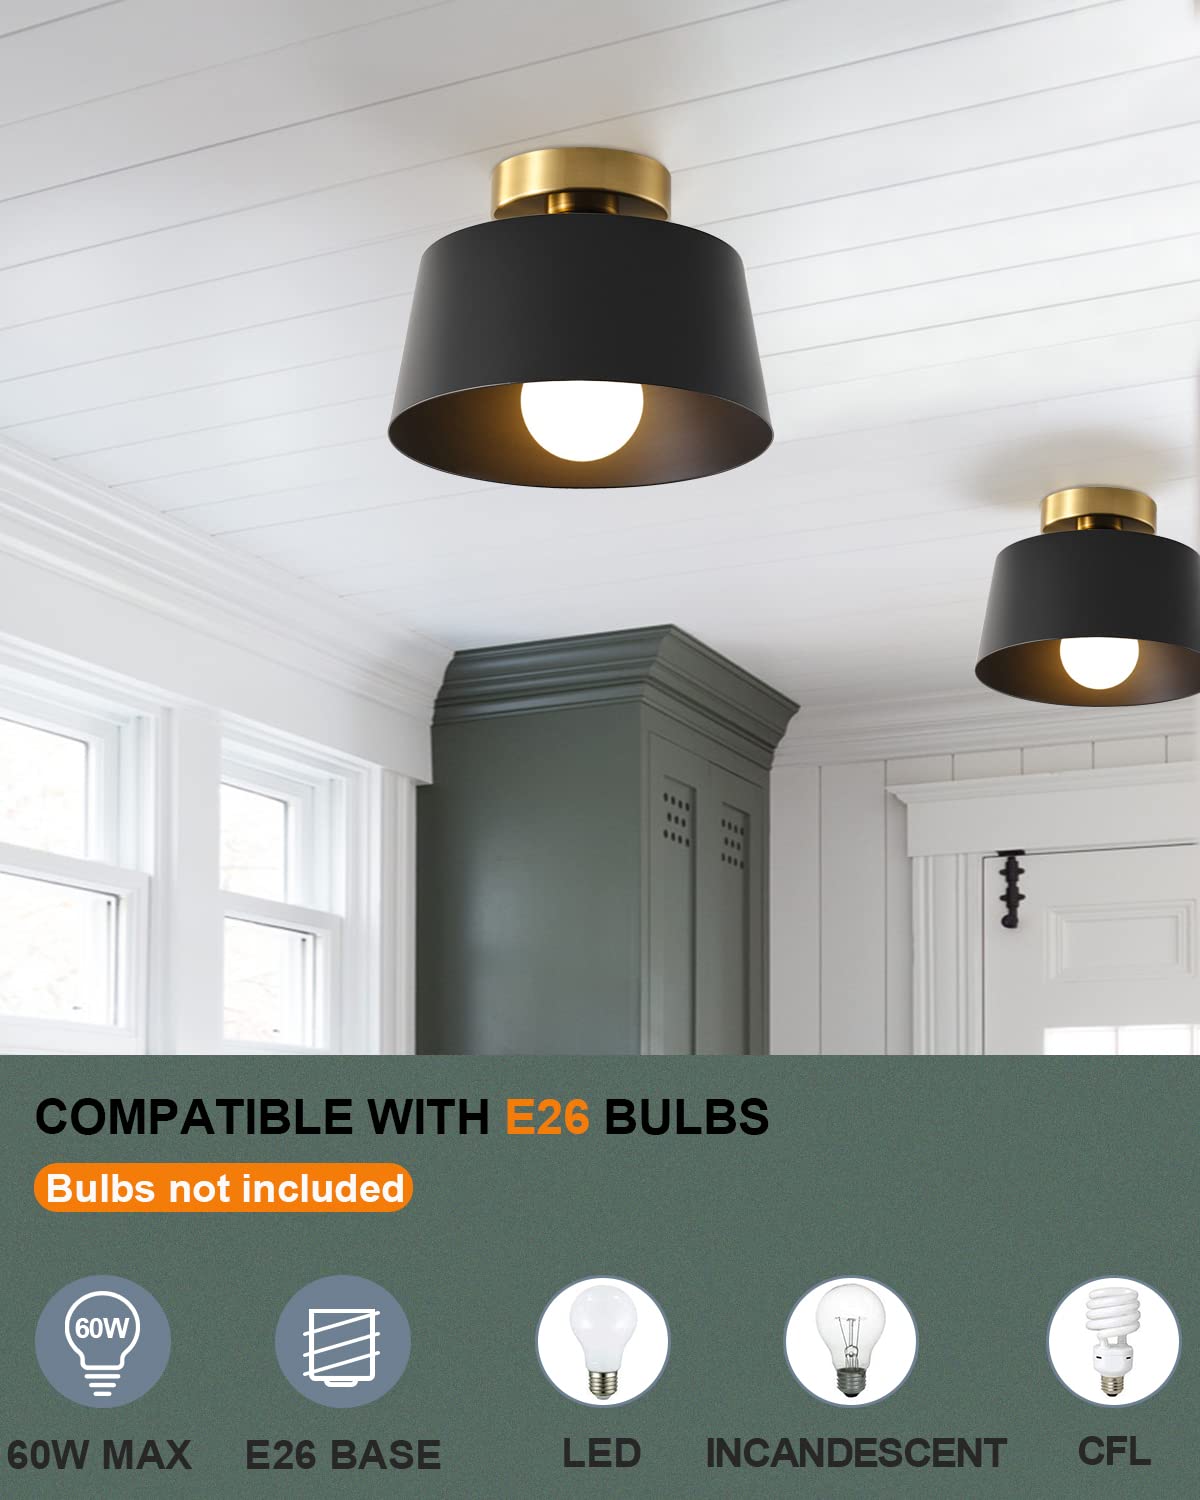 COMPATIBLE WITH E26 BULBS
Bulbs not included
60W
60W MAX
E26 BASE
LED
INCANDESCENT
CFL